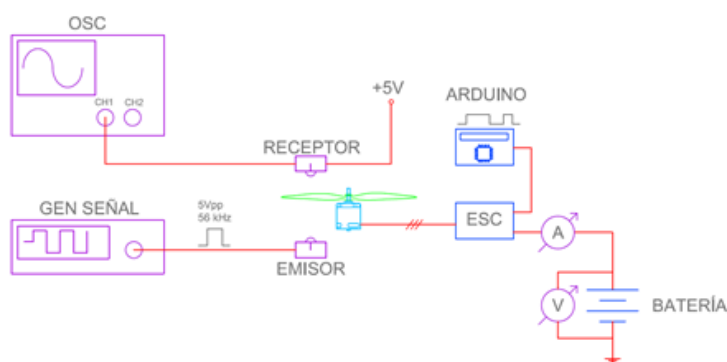 OSC
CH1
CH2
+5V
ARDUINO
RECEPTOR
GEN SEÑAL
5Vpp
56 kHz
ESC
A
EMISOR
V
BATERÍA